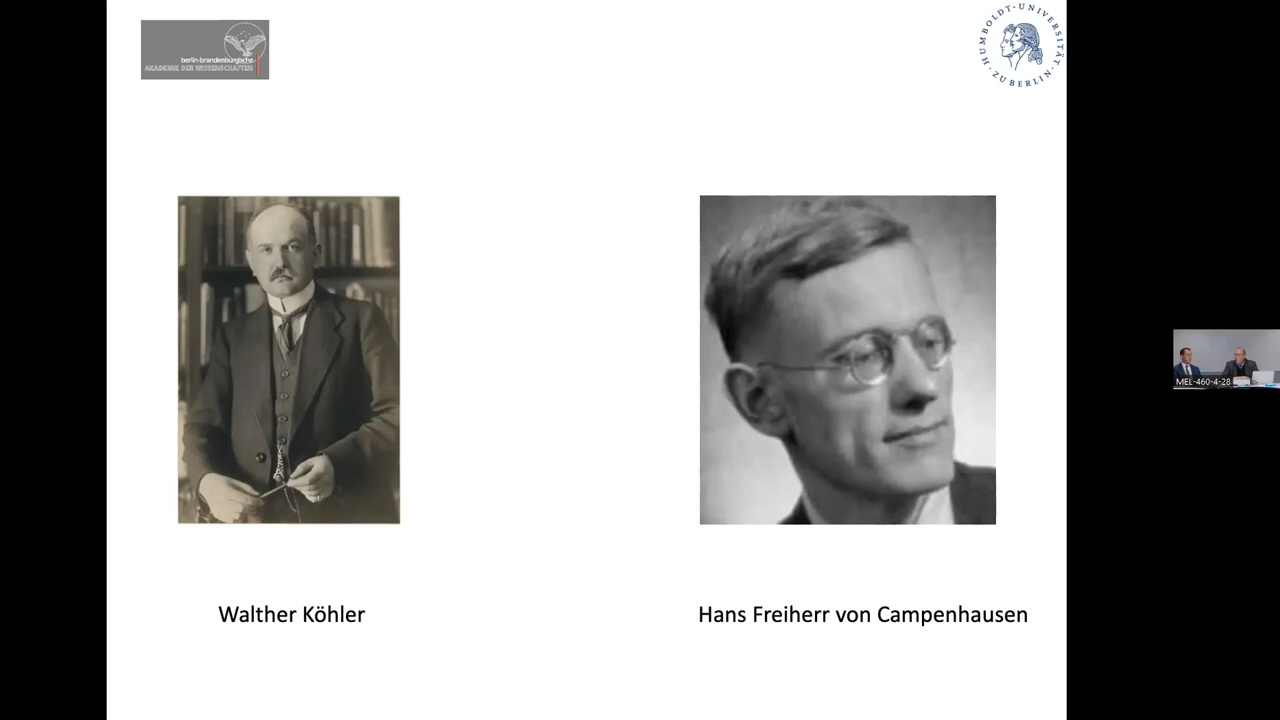 berlin-brandenburgische
AKADEMIE DER WISSENSCHAFTEN
HUMBOLDT-UNIVERSITÄT
ZU BERLIN
Walther Köhler
Hans Freiherr von Campenhausen
MEL-460-4-28